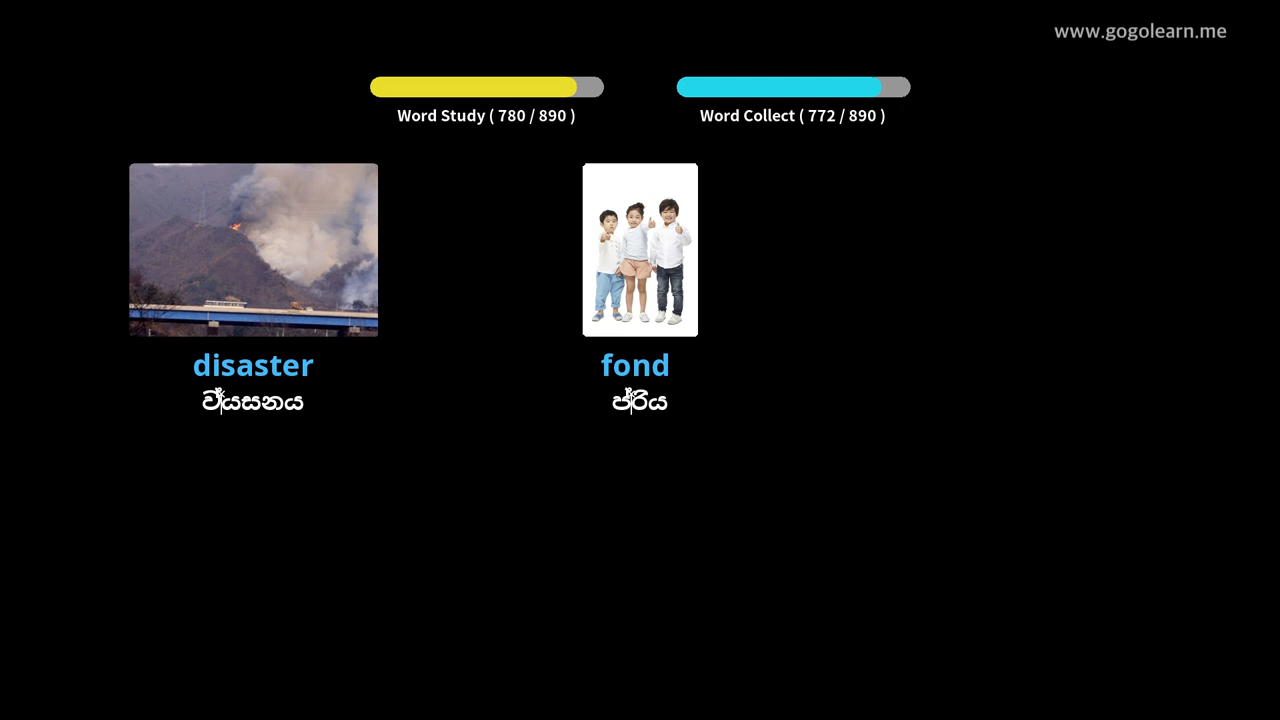 www.gogolearn.me
Word Study ( 780 / 890 )
Word Collect ( 772 / 890 )
disaster
ව්‍යසනය
fond
ප්‍රිය